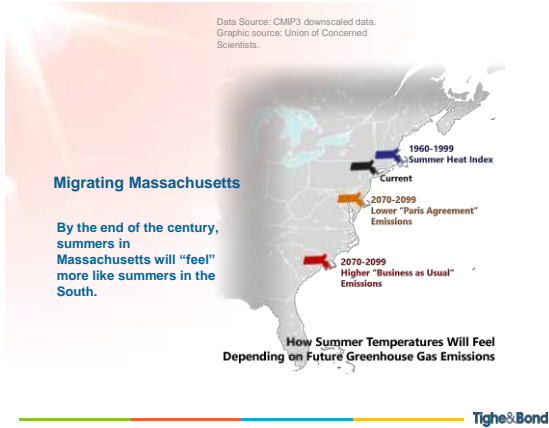 Data Source: CMIP3 downscaled data.
Graphic source: Union of Concerned
Scientists.
1960-1999
Summer Heat Index
Current
Migrating Massachusetts
2070-2099
Lower "Paris Agreement"
Emissions
By the end of the century,
summers in
Massachusetts will “feel”
more like summers in the
South.
2070-2099
Higher "Business as Usual"
Emissions
How Summer Temperatures Will Feel
Depending on Future Greenhouse Gas Emissions
Tighe&Bond